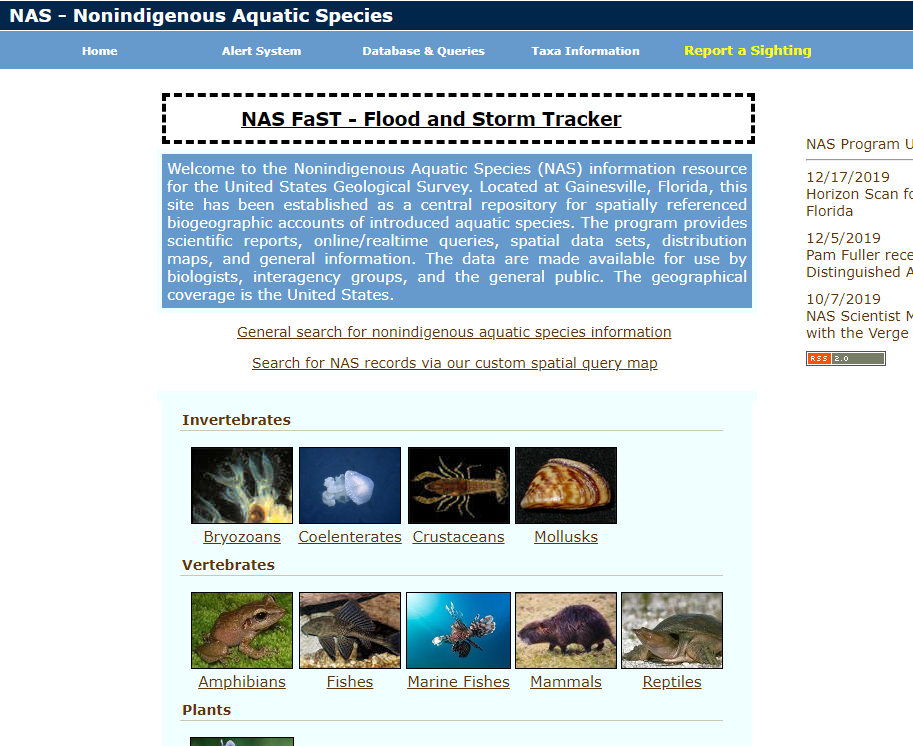 NAS - Nonindigenous Aquatic Species
Home Alert System Database & Queries Taxa Information Report a Sighting
NAS FaST - Flood and Storm Tracker
Welcome to the Nonindigenous Aquatic Species (NAS) information resource
for the United States Geological Survey. Located at Gainesville, Florida, this
site has been established as a central repository for spatially referenced
biogeographic accounts of introduced aquatic species. The program provides
scientific reports, online/realtime queries, spatial data sets, distribution
maps, and general information. The data are made available for use by
biologists, interagency groups, and the general public. The geographical
coverage is the United States.
General search for nonindigenous aquatic species information
Search for NAS records via our custom spatial query map
Invertebrates
Bryozoans Coelenterates Crustaceans Mollusks
Vertebrates
Amphibians Fishes Marine Fishes Mammals Reptiles
Plants
NAS Program U
12/17/2019
Horizon Scan fo
Florida
12/5/2019
Pam Fuller rece
Distinguished A
10/7/2019
NAS Scientist M
with the Verge
RSS 2.0